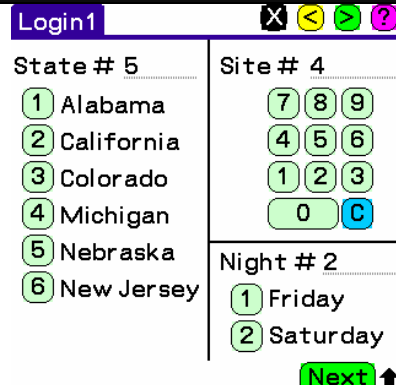 Login1 X < > ?
State # 5
1 Alabama
2 California
3 Colorado
4 Michigan
5 Nebraska
6 New Jersey
Site # 4
7 8 9
4 5 6
1 2 3
0 C
Night # 2
1 Friday
2 Saturday
Next